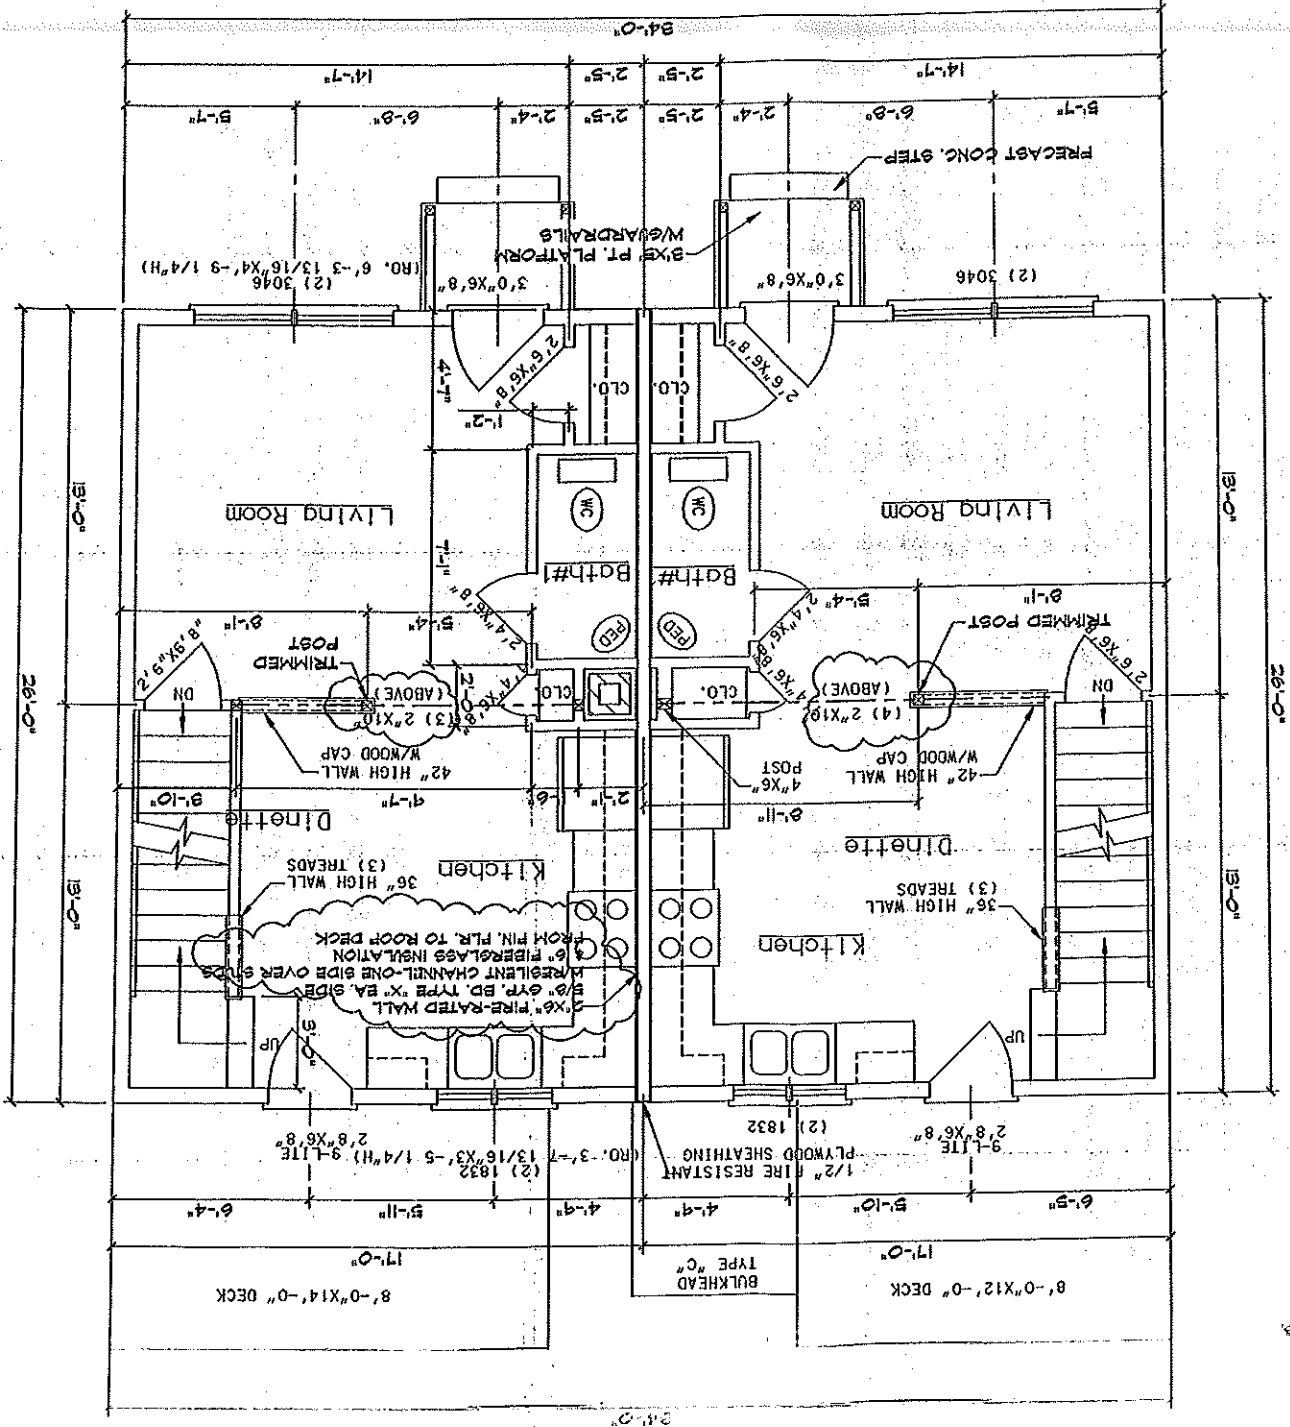 34'-0"
8'-0"X12'-0" DECK
BULKHEAD
TYPE "C"
8'-0"X14'-0" DECK
17'-0"
17'-0"
6'-5"
5'-10"
4'-9"
4'-9"
5'-11"
6'-4"
9-LITE
2'8"X6'8"
(2) 1832
1/2" FIRE RESISTANT
PLYWOOD SHEATHING
(2) 1832
(RO. 3'-7 13/16"X3'-5 1/4"H)
9-LITE
2'8"X6'8"
UP
3'-0"
UP
2"X6" FIRE-RATED WALL
5/8" GYP. BD. TYPE "X" EA. SIDE
W/RESILENT CHANNEL-ONE SIDE OVER STUDS
& 6" FIBERGLASS INSULATION
FROM FIN. FLR. TO ROOF DECK
Kitchen
36" HIGH WALL
(3) TREADS
Kitchen
36" HIGH WALL
(3) TREADS
13'-0"
13'-0"
Dinette
Dinette
8'-11"
2'-1"
6"
9'-7"
3'-10"
42" HIGH WALL
W/WOOD CAP
4"X6"
POST
42" HIGH WALL
W/WOOD CAP
26'-0"
(4) 2"X10"
(ABOVE)
(3) 2"X10"
(ABOVE)
26'-0"
DN
CLO.
CLO.
DN
2'6"X6'8"
2'-0"
2'6"X6'8"
TRIMMED POST
TRIMMED
POST
8'-1"
5'-4"
5'-4"
8'-1"
2'4"X6'8"
PED
PED
2'4"X6'8"
Bath#1
Bath#1
7'-1"
Living Room
WC
WC
Living Room
13'-0"
13'-0"
1'-2"
CLO.
CLO.
2'6"X6'8"
2'6"X6'8"
4'-7"
(2) 3046
3'0"X6'8"
3'0"X6'8"
(2) 3046
(RO. 6'-3 13/16"X4'-9 1/4"H)
3'X5' PT. PLATFORM
W/GUARDRAILS
PRECAST CONC. STEP
5'-7"
6'-8"
2'-4"
2'-5"
2'-5"
2'-4"
6'-8"
5'-7"
14'-7"
2'-5"
2'-5"
14'-7"
34'-0"